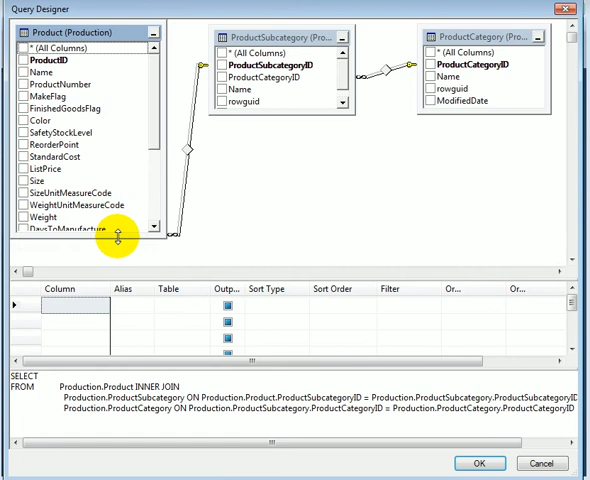 Query Designer
Product (Production)
* (All Columns)
ProductID
Name
ProductNumber
MakeFlag
FinishedGoodsFlag
Color
SafetyStockLevel
ReorderPoint
StandardCost
ListPrice
Size
SizeUnitMeasureCode
WeightUnitMeasureCode
Weight
DaysToManufacture
ProductSubcategory (Pro...
* (All Columns)
ProductSubcategoryID
ProductCategoryID
Name
rowguid
ProductCategory (Pro...
* (All Columns)
ProductCategoryID
Name
rowguid
ModifiedDate
Column Alias Table Outp... Sort Type Sort Order Filter Or... Or...
SELECT
FROM Production.Product INNER JOIN
Production.ProductSubcategory ON Production.Product.ProductSubcategoryID = Production.ProductSubcategory.ProductSubcategoryID
Production.ProductCategory ON Production.ProductSubcategory.ProductCategoryID = Production.ProductCategory.ProductCategoryID
OK Cancel